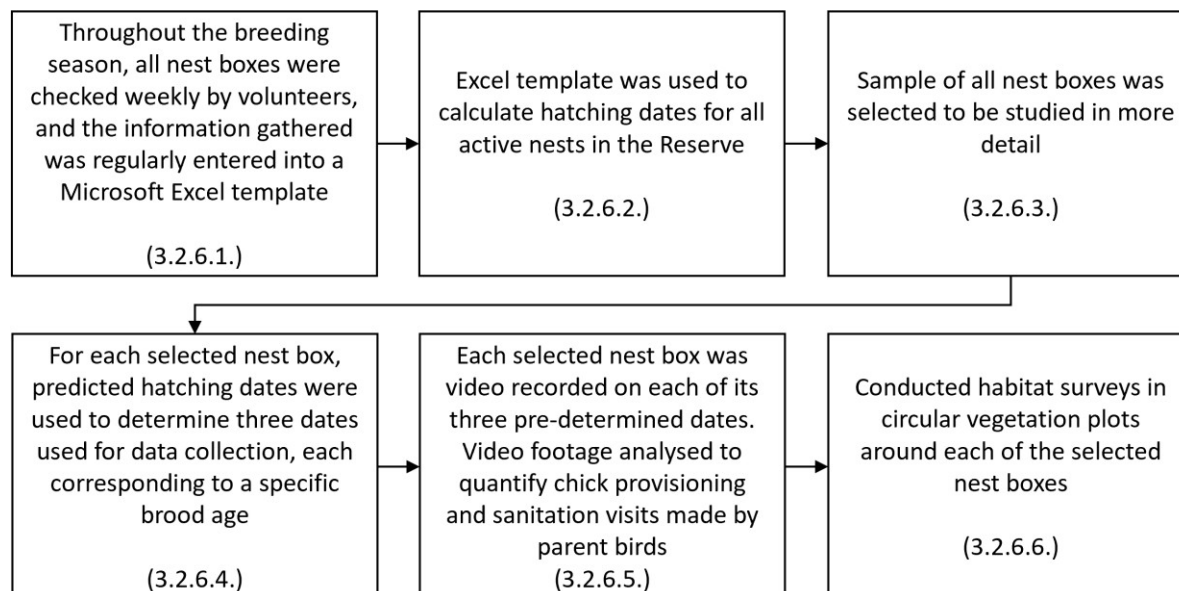 Throughout the breeding
season, all nest boxes were
checked weekly by volunteers,
and the information gathered
was regularly entered into a
Microsoft Excel template
(3.2.6.1.)
Excel template was used to
calculate hatching dates for all
active nests in the Reserve
(3.2.6.2.)
Sample of all nest boxes was
selected to be studied in more
detail
(3.2.6.3.)
For each selected nest box,
predicted hatching dates were
used to determine three dates
used for data collection, each
corresponding to a specific
brood age
(3.2.6.4.)
Each selected nest box was
video recorded on each of its
three pre-determined dates.
Video footage analysed to
quantify chick provisioning
and sanitation visits made by
parent birds
(3.2.6.5.)
Conducted habitat surveys in
circular vegetation plots
around each of the selected
nest boxes
(3.2.6.6.)